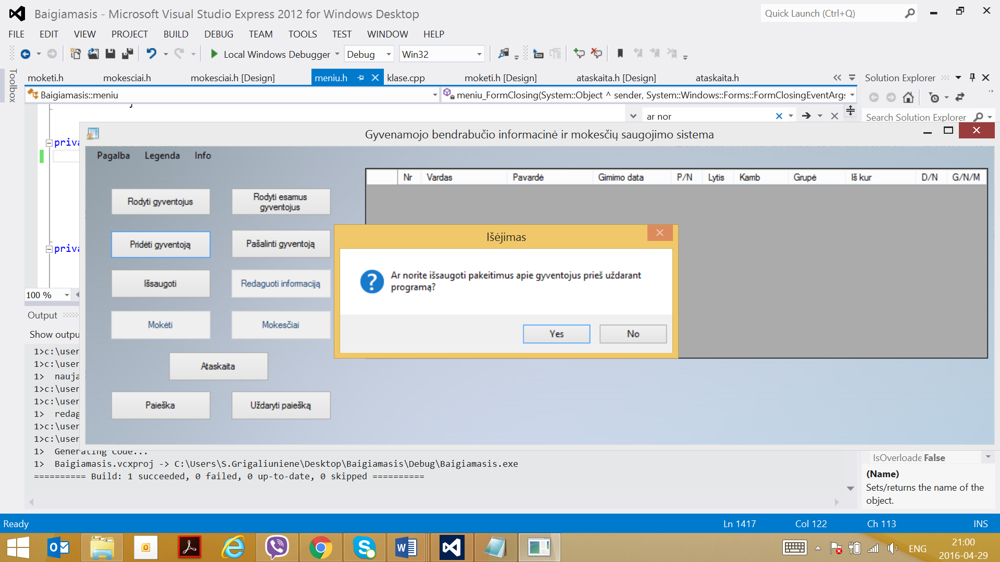 Baigiamasis - Microsoft Visual Studio Express 2012 for Windows Desktop
Quick Launch (Ctrl+Q)
FILE EDIT VIEW PROJECT BUILD DEBUG TEAM TOOLS TEST WINDOW HELP
Local Windows Debugger Debug Win32
Toolbox
moketi.h mokesciai.h mokesciai.h [Design] meniu.h klase.cpp moketi.h [Design] ataskaita.h [Design] ataskaita.h
Solution Explorer
Baigiamasis::meniu
meniu_FormClosing(System::Object ^ sender, System::Windows::Forms::FormClosingEventArgs
ar nor
Search Solution Explorer
Gyvenamojo bendrabučio informacinė ir mokesčių saugojimo sistema
priva
Pagalba Legenda Info
Nr Vardas Pavardė Gimimo data P/N Lytis Kamb Grupė Iš kur D/N G/N/M
Rodyti gyventojus
Rodyti esamus
gyventojus
Pridėti gyventoją
Pašalinti gyventoją
priva
Išsaugoti
Redaguoti informaciją
Mokėti
Mokesčiai
Ataskaita
Paieška
Uždaryti paiešką
Išėjimas
Ar norite išsaugoti pakeitimus apie gyventojus prieš uždarant
programą?
Yes No
100 %
Output
Show outpu
1>c:\user
1>c:\user
1> nauja
1>c:\user
1>c:\user
1> redag
1>c:\user
1>c:\user
1> Generating Code...
1> Baigiamasis.vcxproj -> C:\Users\S.Grigaliuniene\Desktop\Baigiamasis\Debug\Baigiamasis.exe
========== Build: 1 succeeded, 0 failed, 0 up-to-date, 0 skipped ==========
IsOverloade False
(Name)
Sets/returns the name of the
object.
Ready Ln 1417 Col 122 Ch 113 INS
ENG
21:00
2016-04-29